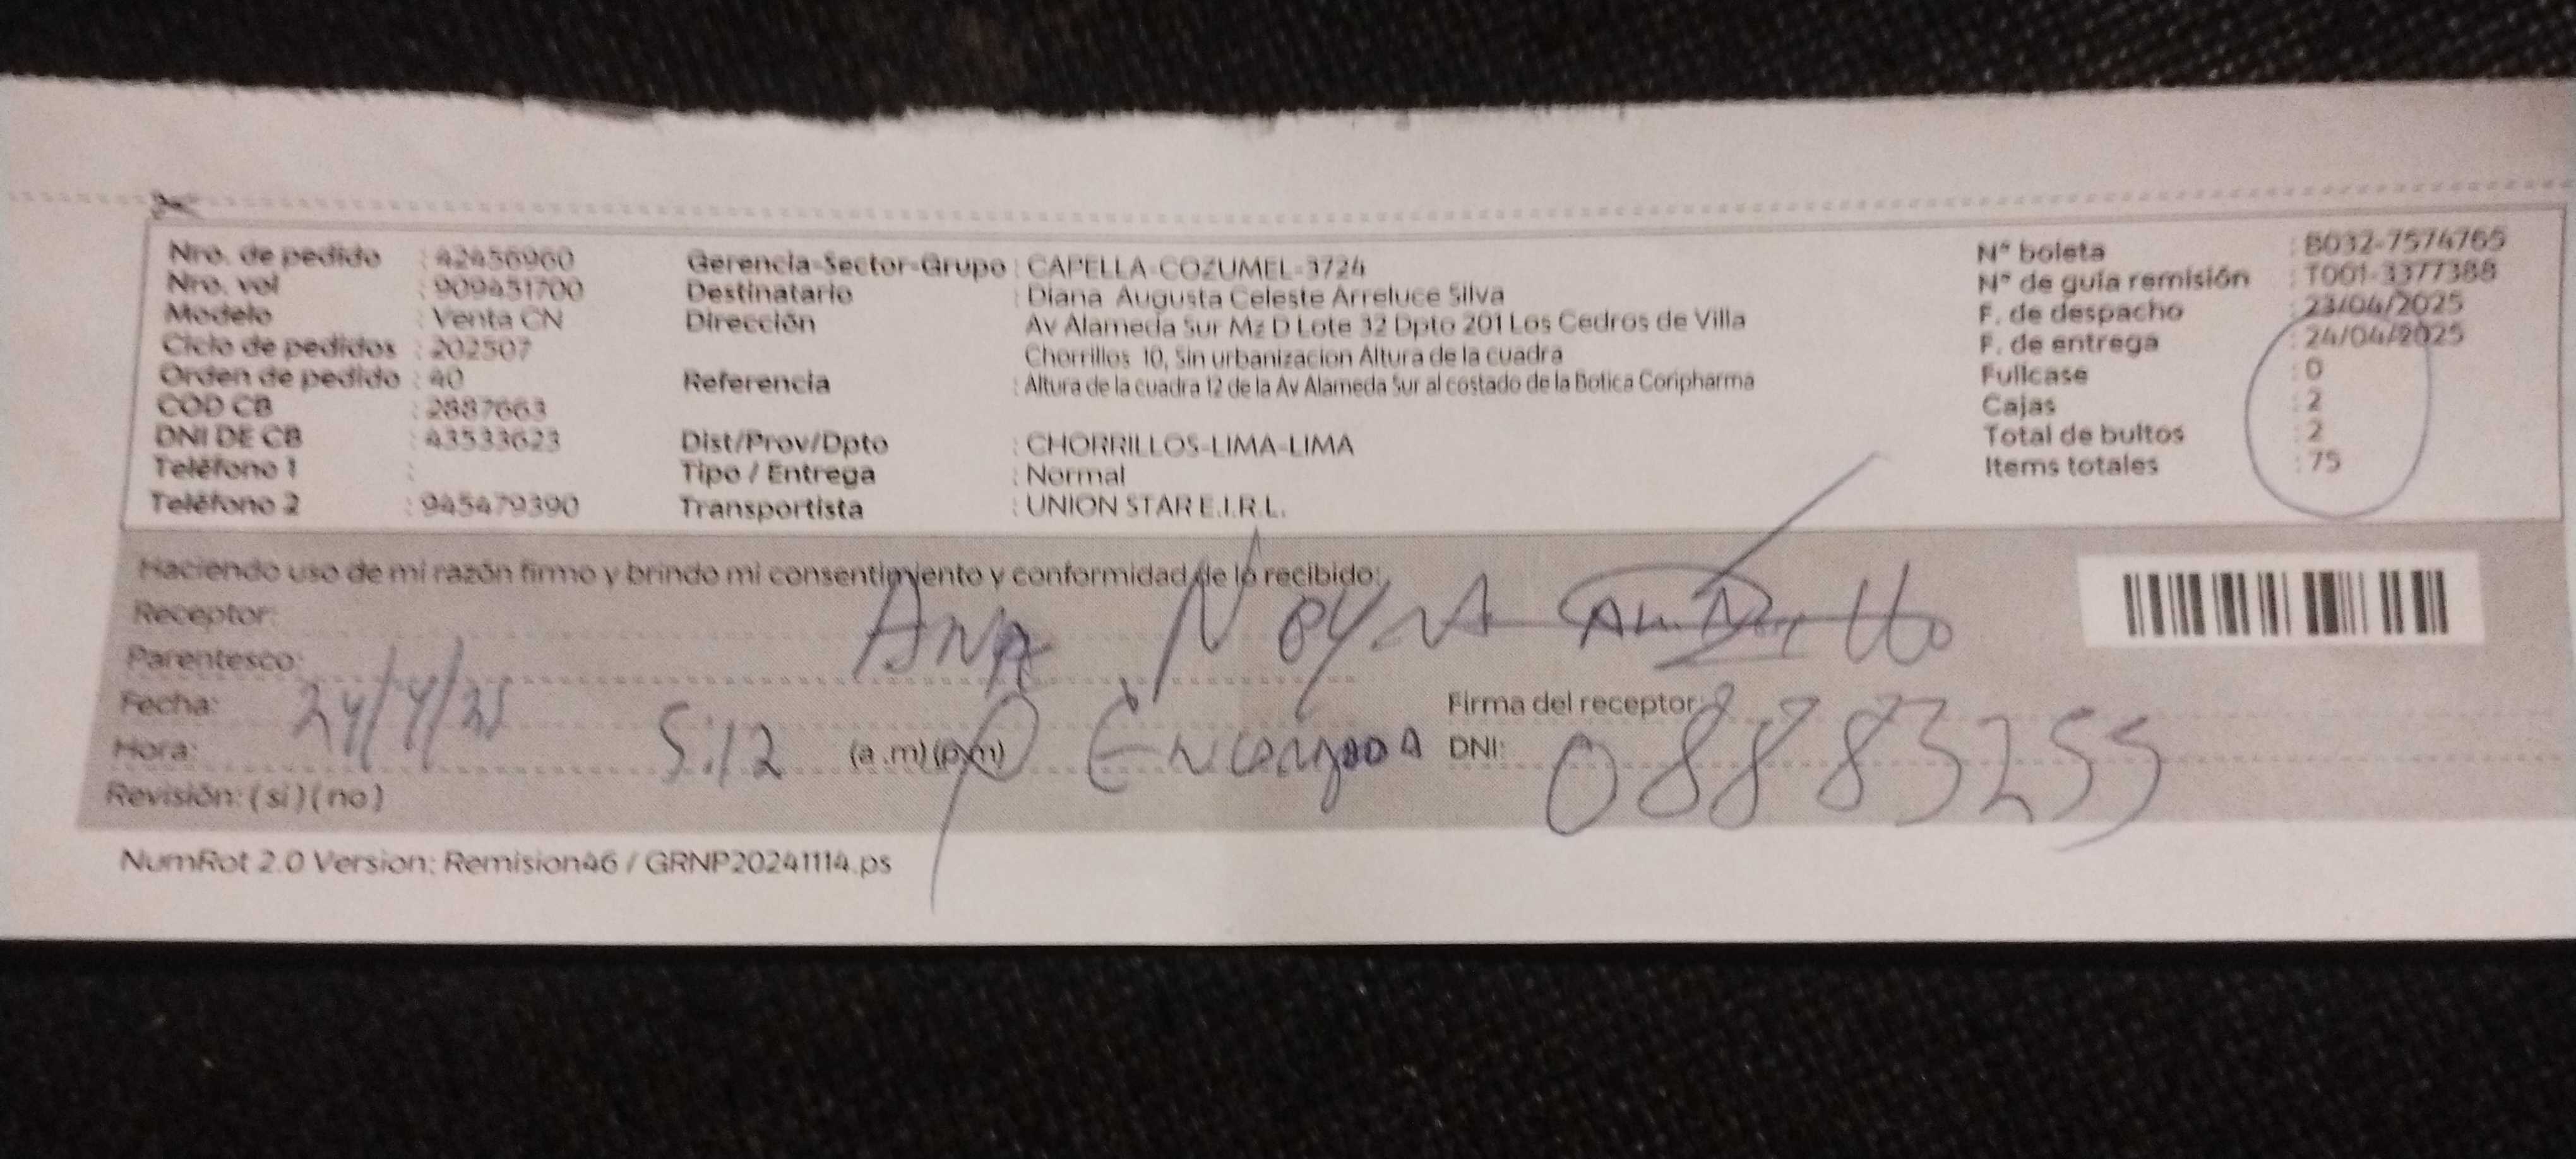 Nro. de pedido : 42456960
Nro. vol : 909451700
Modelo : Venta CN
Ciclo de pedidos : 202507
Orden de pedido : 40
COD CB : 2887663
DNI DE CB : 43533623
Teléfono 1 :
Teléfono 2 : 945479390
Gerencia-Sector-Grupo : CAPELLA-COZUMEL-3724
Destinatario : Diana Augusta Celeste Arreluce Silva
Dirección Av Alameda Sur Mz D Lote 32 Dpto 201 Los Cedros de Villa
Chorrillos 10, Sin urbanizacion Altura de la cuadra
Referencia : Altura de la cuadra 12 de la Av Alameda Sur al costado de la Botica Coripharma
Dist/Prov/Dpto : CHORRILLOS-LIMA-LIMA
Tipo / Entrega : Normal
Transportista : UNION STAR E.I.R.L.
N° boleta : B032-7574765
N° de guía remisión : T001-3377388
F. de despacho : 23/04/2025
F. de entrega : 24/04/2025
Fullcase : 0
Cajas : 2
Total de bultos : 2
Items totales : 75
Haciendo uso de mi razón firmo y brindo mi consentimiento y conformidad de lo recibido:
Receptor: Ana Neyra
Parentesco:
Fecha: 24/4/25
Hora: 5:12 (a.m)(p.m) Encargada
Revisión: (si)(no)
Firma del receptor:
DNI: 08883255
NumRot 2.0 Version: Remision46 / GRNP20241114.ps